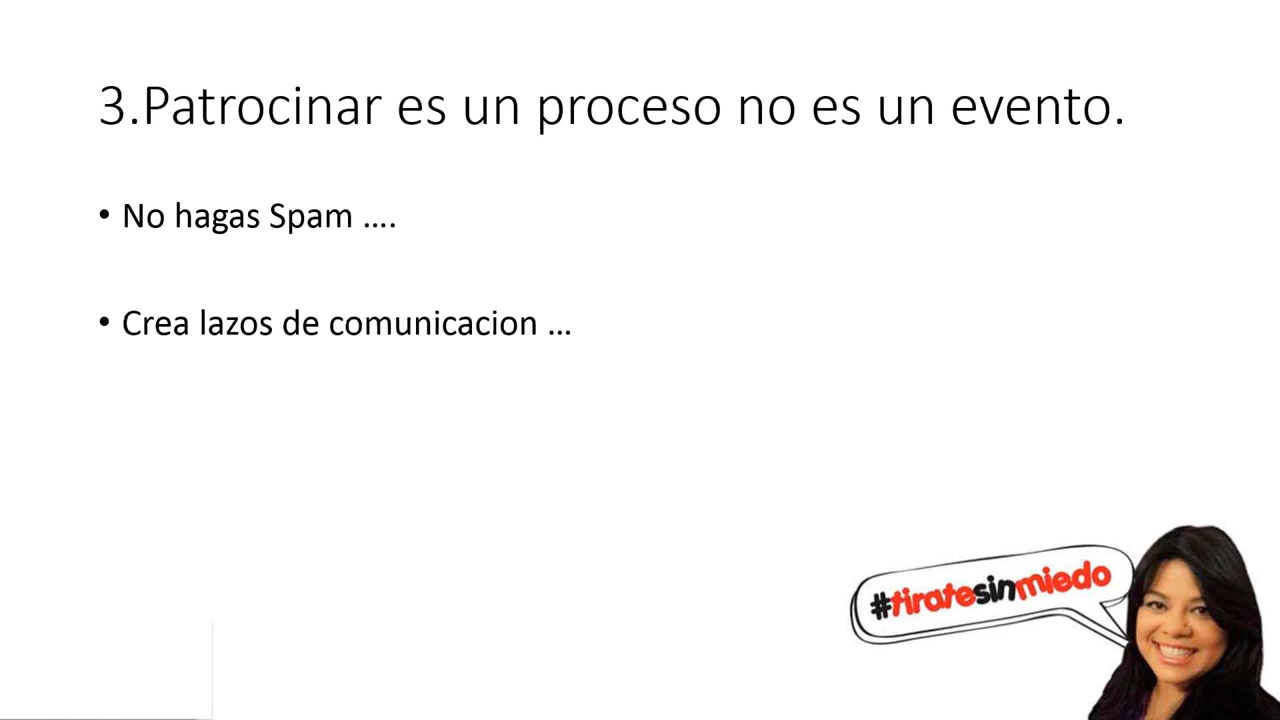 3.Patrocinar es un proceso no es un evento.
• No hagas Spam ....
• Crea lazos de comunicacion ...
#tiratesinmiedo